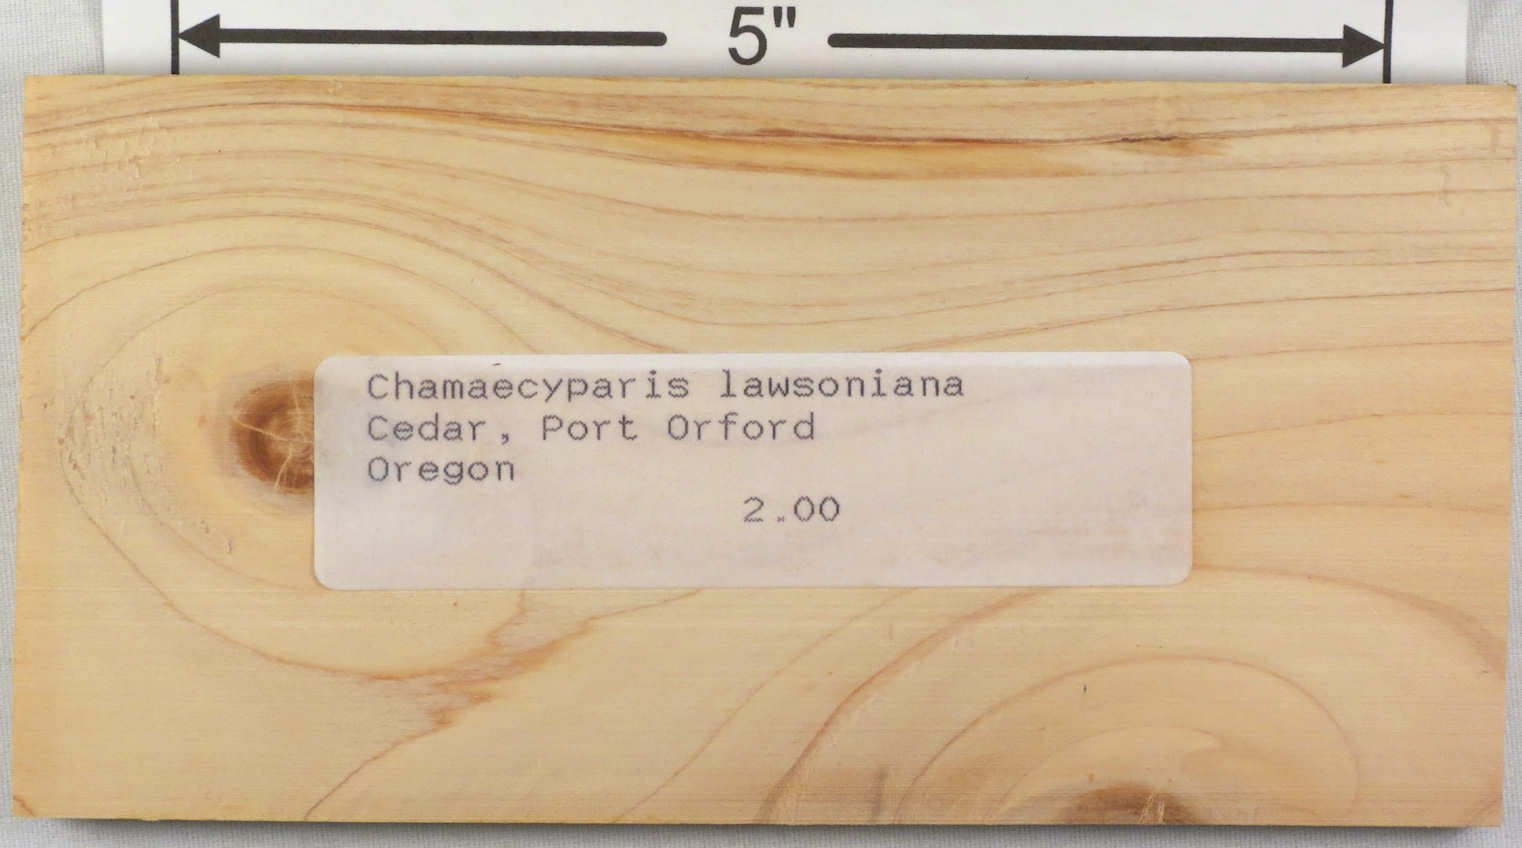 5"
Chamaecyparis lawsoniana
Cedar, Port Orford
Oregon
2.00